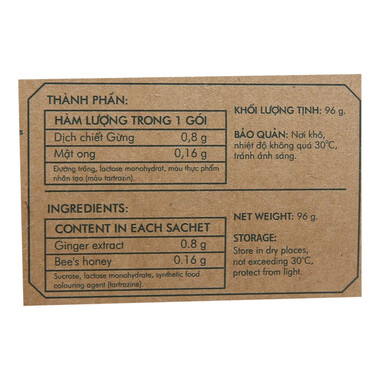 THÀNH PHẦN:
HÀM LƯỢNG TRONG 1 GÓI
Dịch chiết Gừng 0,8 g
Mật ong 0,16 g
Đường trắng, lactose monohydrat, màu thực phẩm
nhân tạo (màu tartrazin).
KHỐI LƯỢNG TỊNH: 96 g.
BẢO QUẢN: Nơi khô,
nhiệt độ không quá 30°C,
tránh ánh sáng.
INGREDIENTS:
CONTENT IN EACH SACHET
Ginger extract 0.8 g
Bee's honey 0.16 g
Sucrose, lactose monohydrate, synthetic food
colouring agent (tartrazine).
NET WEIGHT: 96 g.
STORAGE:
Store in dry places,
not exceeding 30°C,
protect from light.